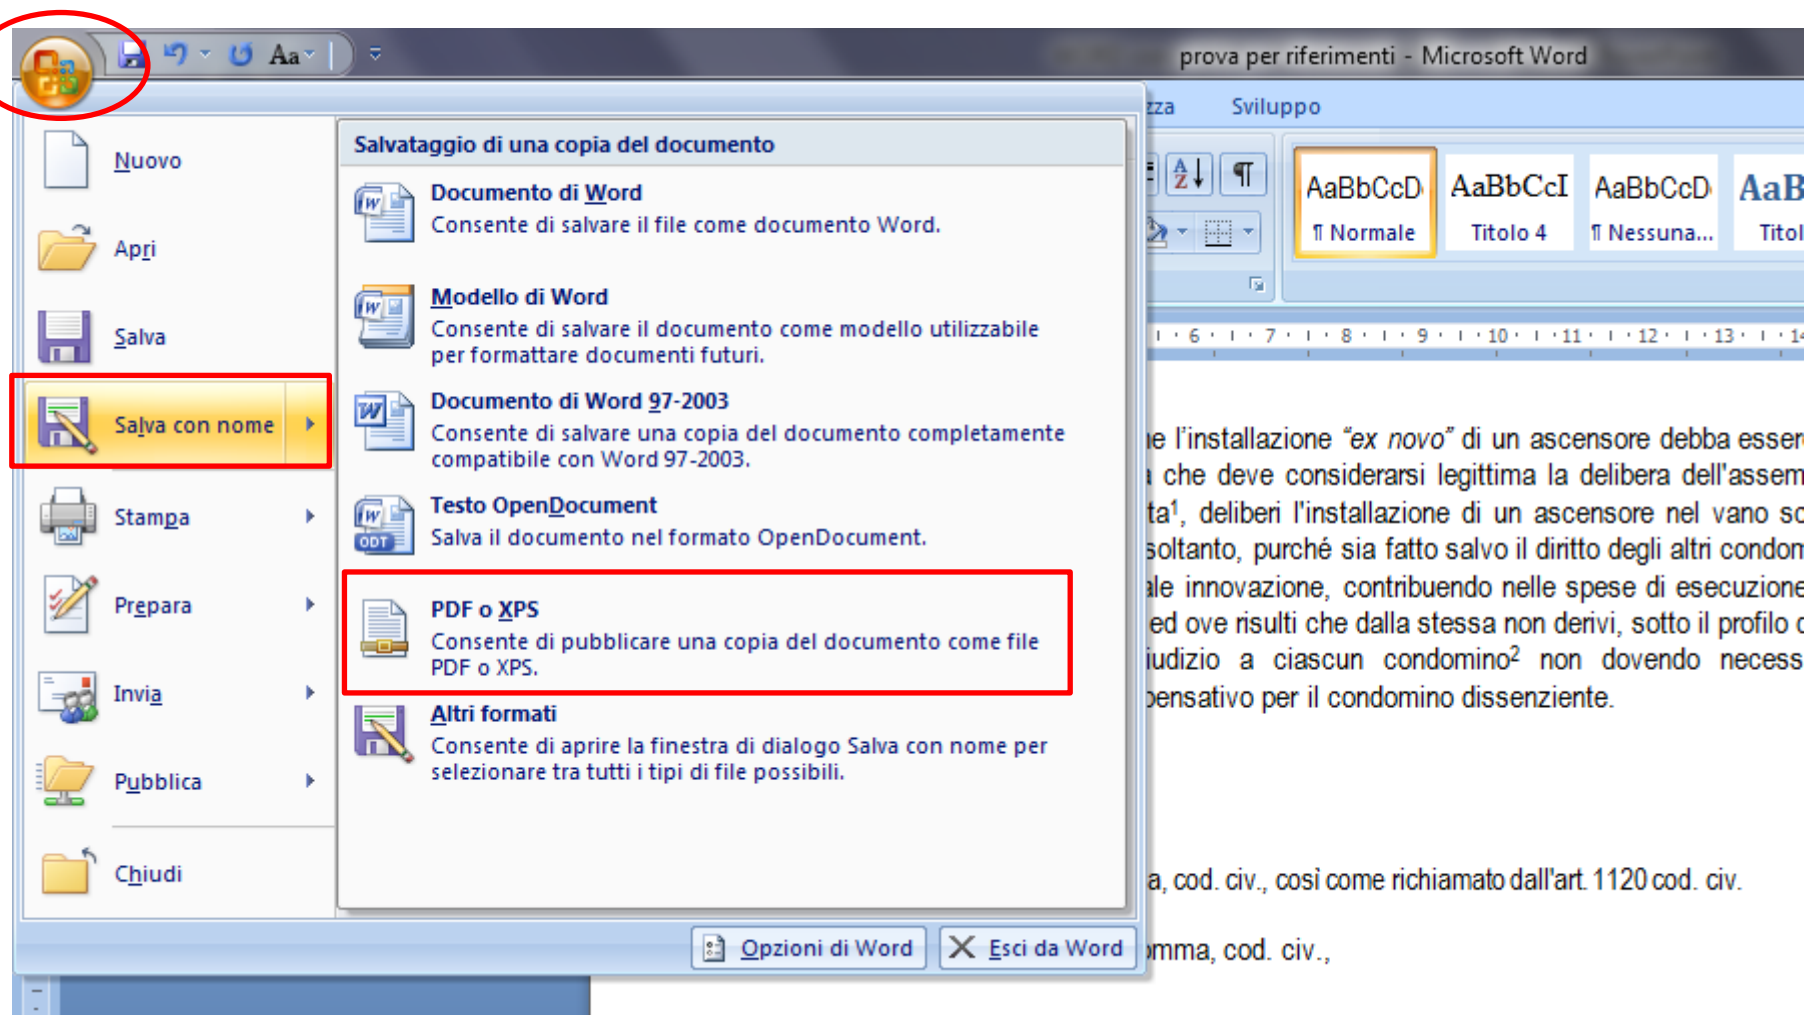 Aa
prova per riferimenti - Microsoft Word
zza Sviluppo
Nuovo
Apri
Salva
Salva con nome
Stampa
Prepara
Invia
Pubblica
Chiudi
Salvataggio di una copia del documento
Documento di Word
Consente di salvare il file come documento Word.
Modello di Word
Consente di salvare il documento come modello utilizzabile
per formattare documenti futuri.
Documento di Word 97-2003
Consente di salvare una copia del documento completamente
compatibile con Word 97-2003.
Testo OpenDocument
Salva il documento nel formato OpenDocument.
ODT
PDF o XPS
Consente di pubblicare una copia del documento come file
PDF o XPS.
Altri formati
Consente di aprire la finestra di dialogo Salva con nome per
selezionare tra tutti i tipi di file possibili.
Opzioni di Word
Esci da Word
AaBbCcD AaBbCcI AaBbCcD AaB
¶ Normale Titolo 4 ¶ Nessuna... Titol
6 7 8 9 10 11 12 13 14
ne l’installazione “ex novo” di un ascensore debba esser
che deve considerarsi legittima la delibera dell'assem
ta¹, deliberi l'installazione di un ascensore nel vano sc
soltanto, purché sia fatto salvo il diritto degli altri condom
ale innovazione, contribuendo nelle spese di esecuzione
ed ove risulti che dalla stessa non derivi, sotto il profilo
iudizio a ciascun condomino² non dovendo necess
pensativo per il condomino dissenziente.
a, cod. civ., così come richiamato dall'art. 1120 cod. civ.
omma, cod. civ.,